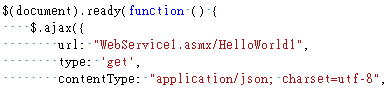 $(document).ready(function () {
    $.ajax({
        url: "WebService1.asmx/HelloWorld1",
        type: 'get',
        contentType: "application/json; charset=utf-8",